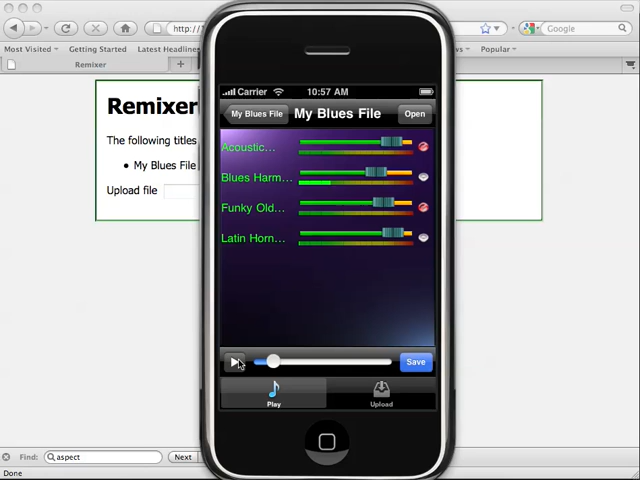 http://
Google
Most Visited Getting Started Latest Headline Popular
Remixer
Carrier 10:57 AM
My Blues File My Blues File Open
Remixer
The following titles
• My Blues File
Upload file
Acoustic...
Blues Harm...
Funky Old...
Latin Horn...
Save
Play Upload
Find: aspect Next
Done